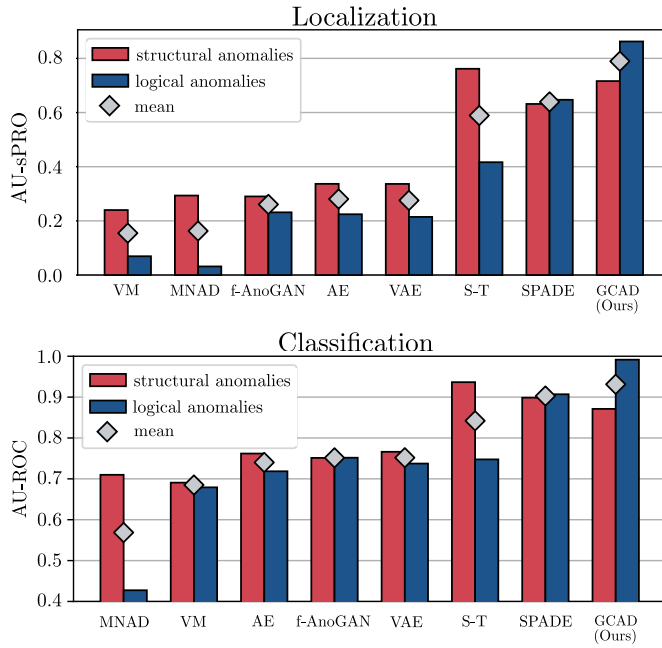 Localization
structural anomalies
logical anomalies
mean
AU-sPRO
0.8
0.6
0.4
0.2
0.0
VM MNAD f-AnoGAN AE VAE S-T SPADE GCAD
(Ours)
Classification
structural anomalies
logical anomalies
mean
AU-ROC
1.0
0.9
0.8
0.7
0.6
0.5
0.4
MNAD VM AE f-AnoGAN VAE S-T SPADE GCAD
(Ours)